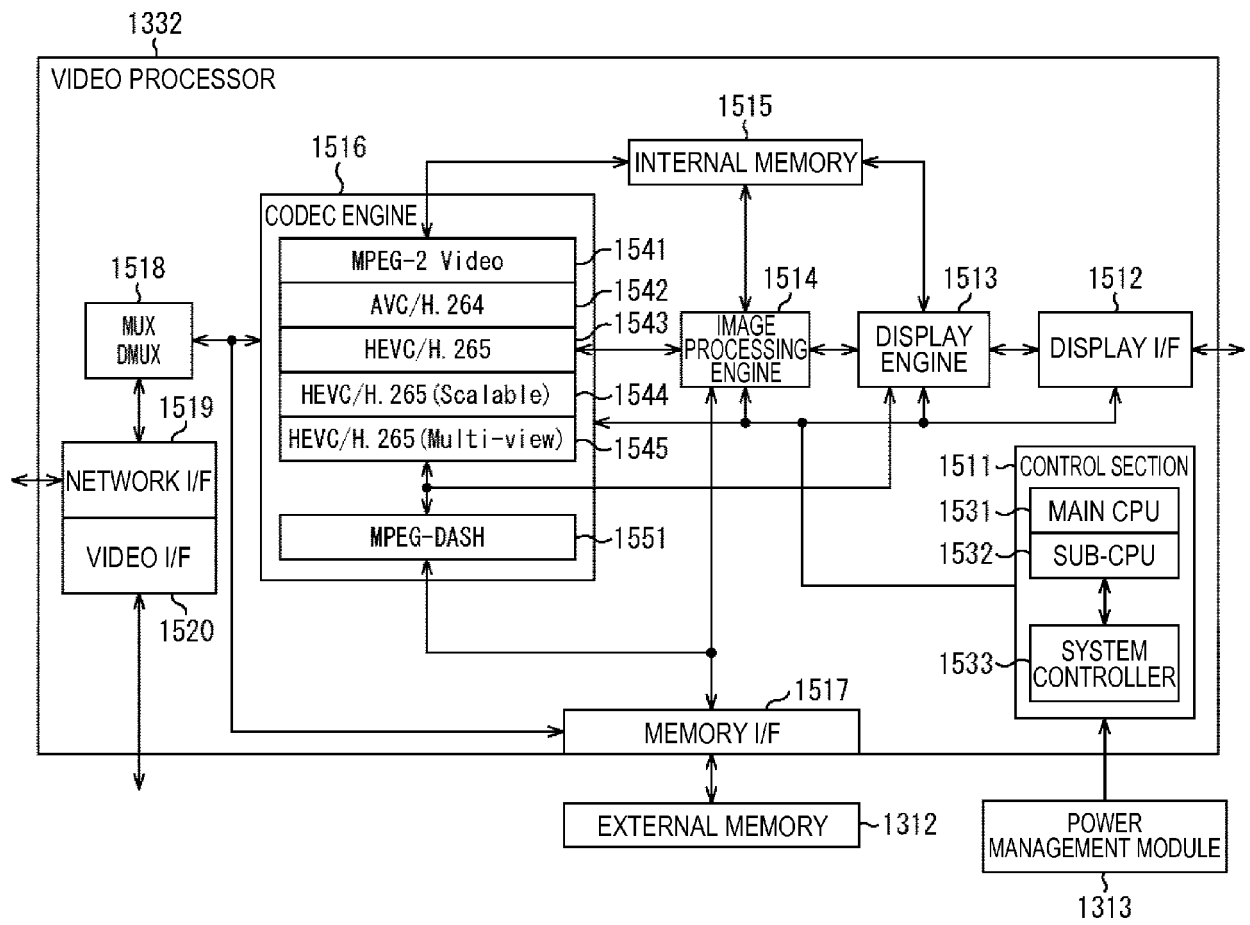 1332
VIDEO PROCESSOR
1515
INTERNAL MEMORY
1516
CODEC ENGINE
MPEG-2 Video
1541
AVC/H.264
1542
HEVC/H.265
1543
HEVC/H.265(Scalable)
1544
HEVC/H.265(Multi-view)
1545
MPEG-DASH
1551
1518
MUX
DMUX
1519
NETWORK I/F
VIDEO I/F
1520
1514
IMAGE
PROCESSING
ENGINE
1513
DISPLAY
ENGINE
1512
DISPLAY I/F
1511
CONTROL SECTION
1531
MAIN CPU
1532
SUB-CPU
1533
SYSTEM
CONTROLLER
1517
MEMORY I/F
EXTERNAL MEMORY
1312
POWER
MANAGEMENT MODULE
1313